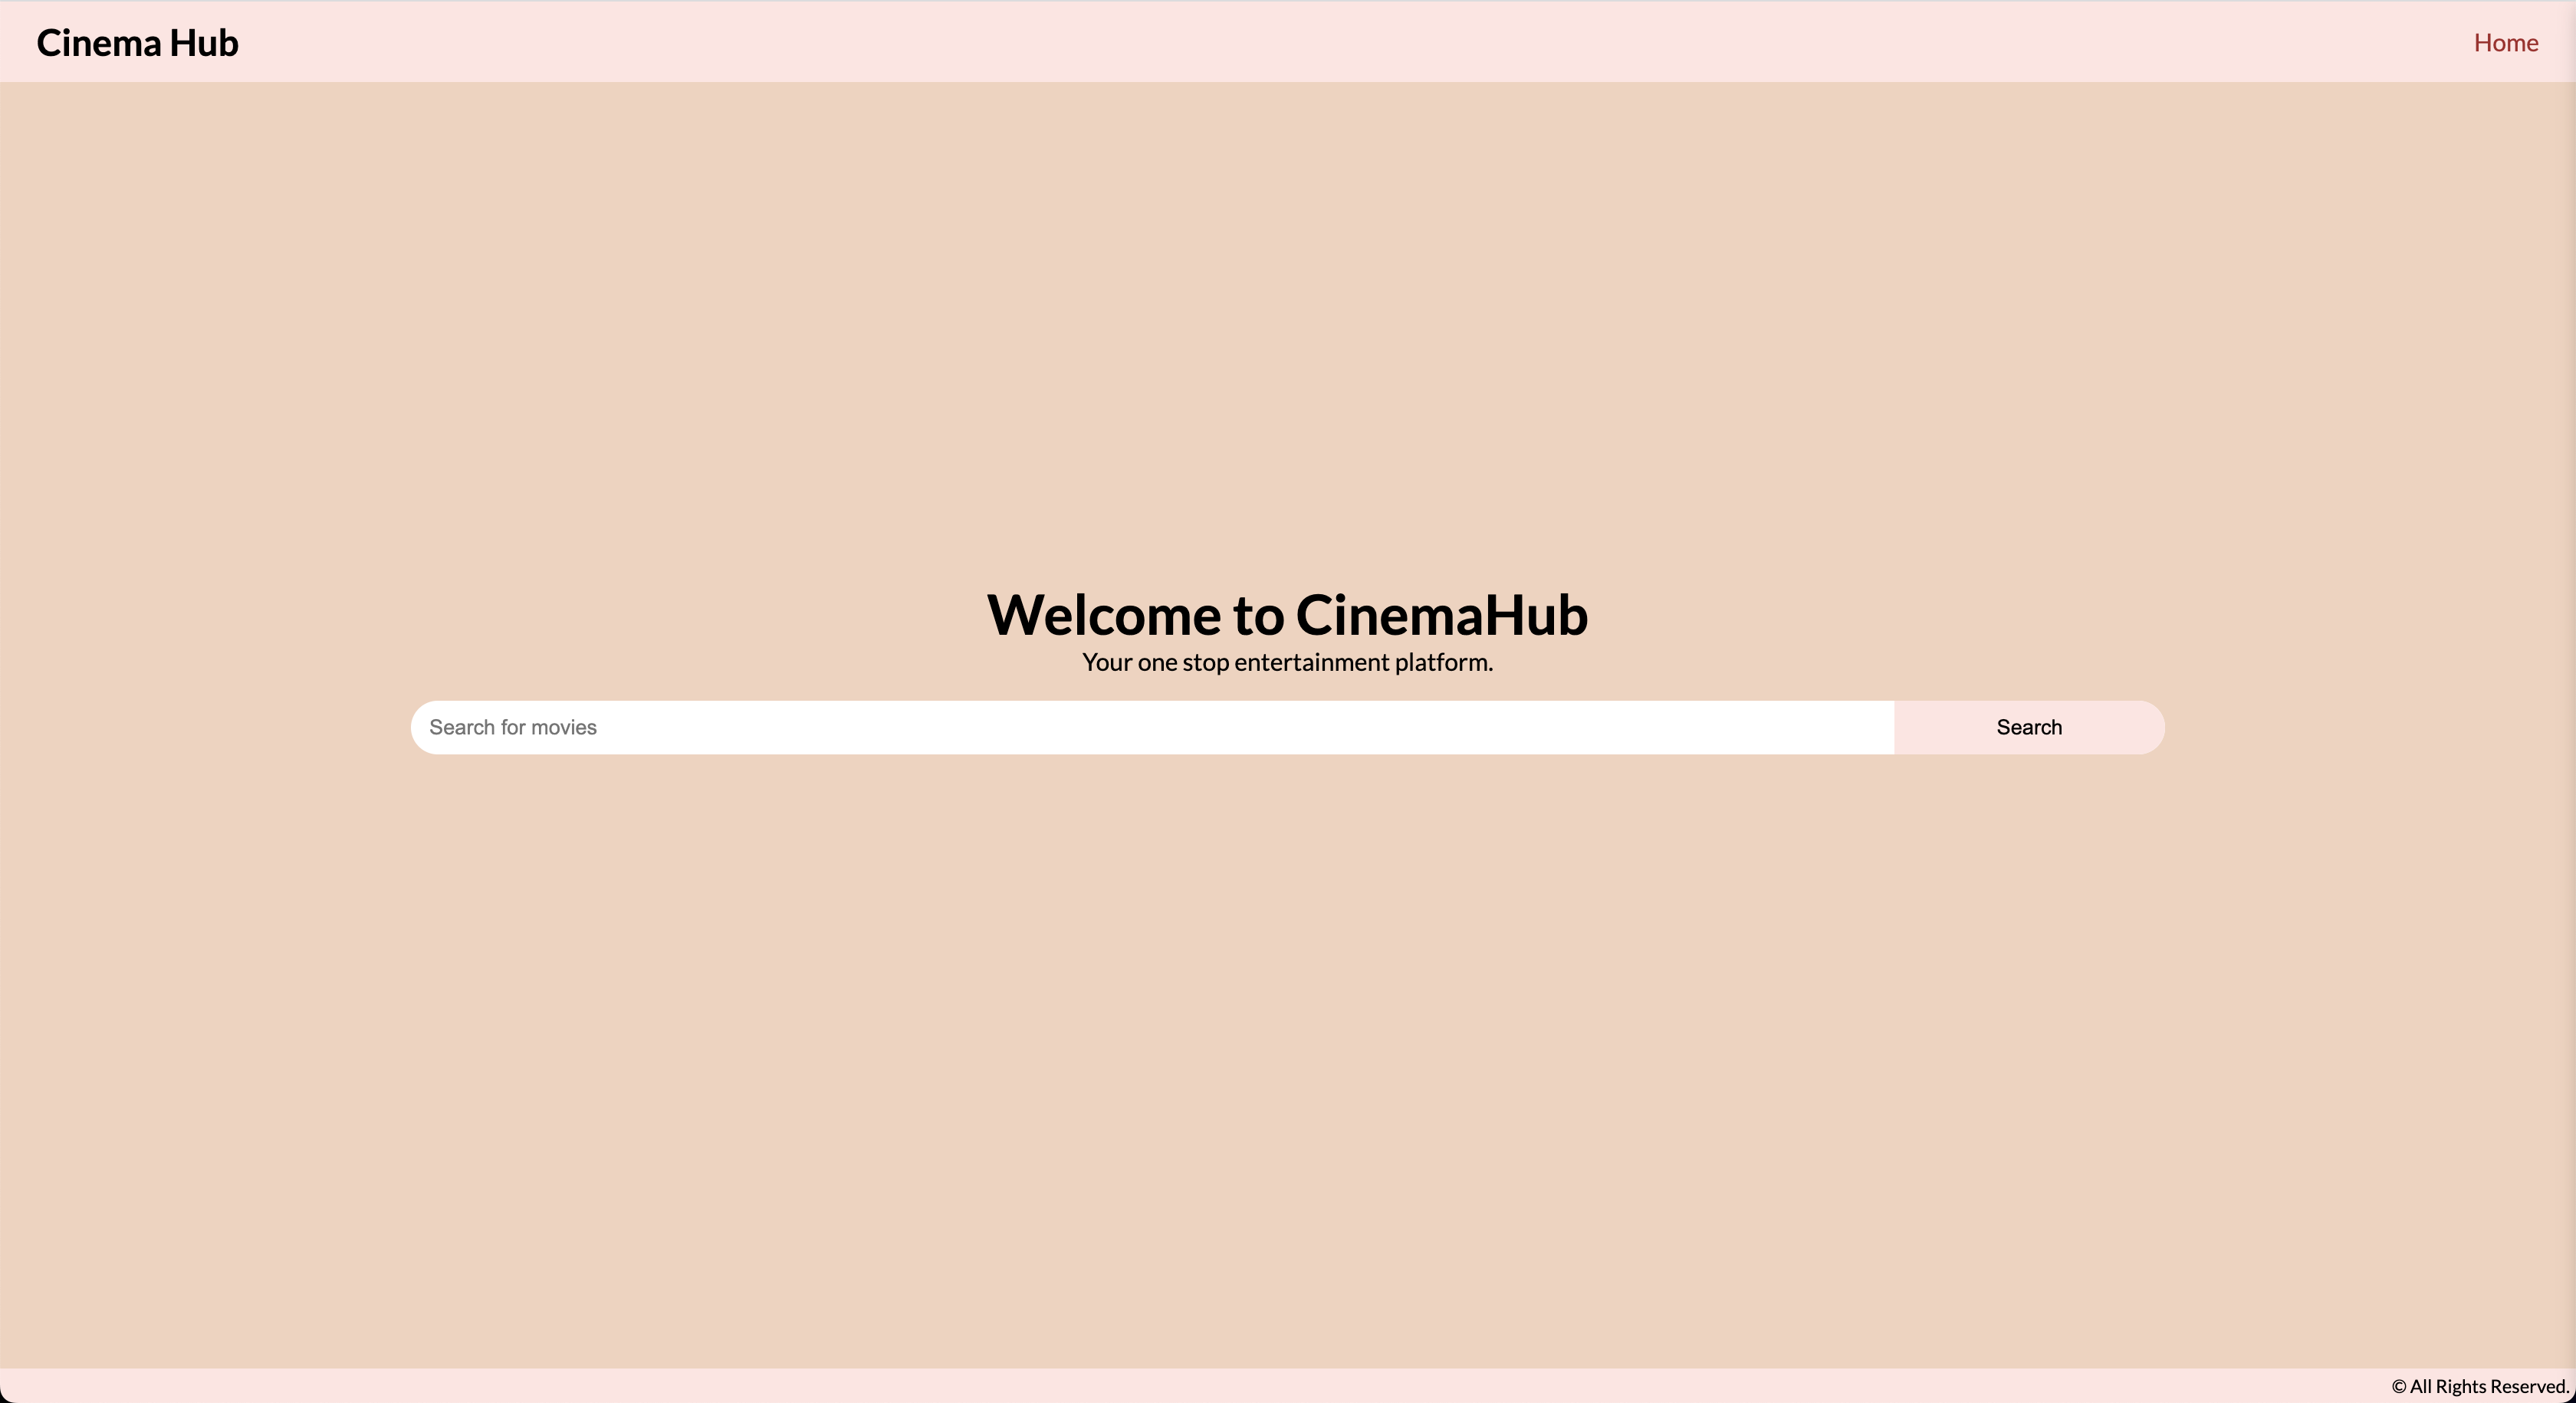 Cinema Hub
Home
Welcome to CinemaHub
Your one stop entertainment platform.
Search for movies
Search
© All Rights Reserved.